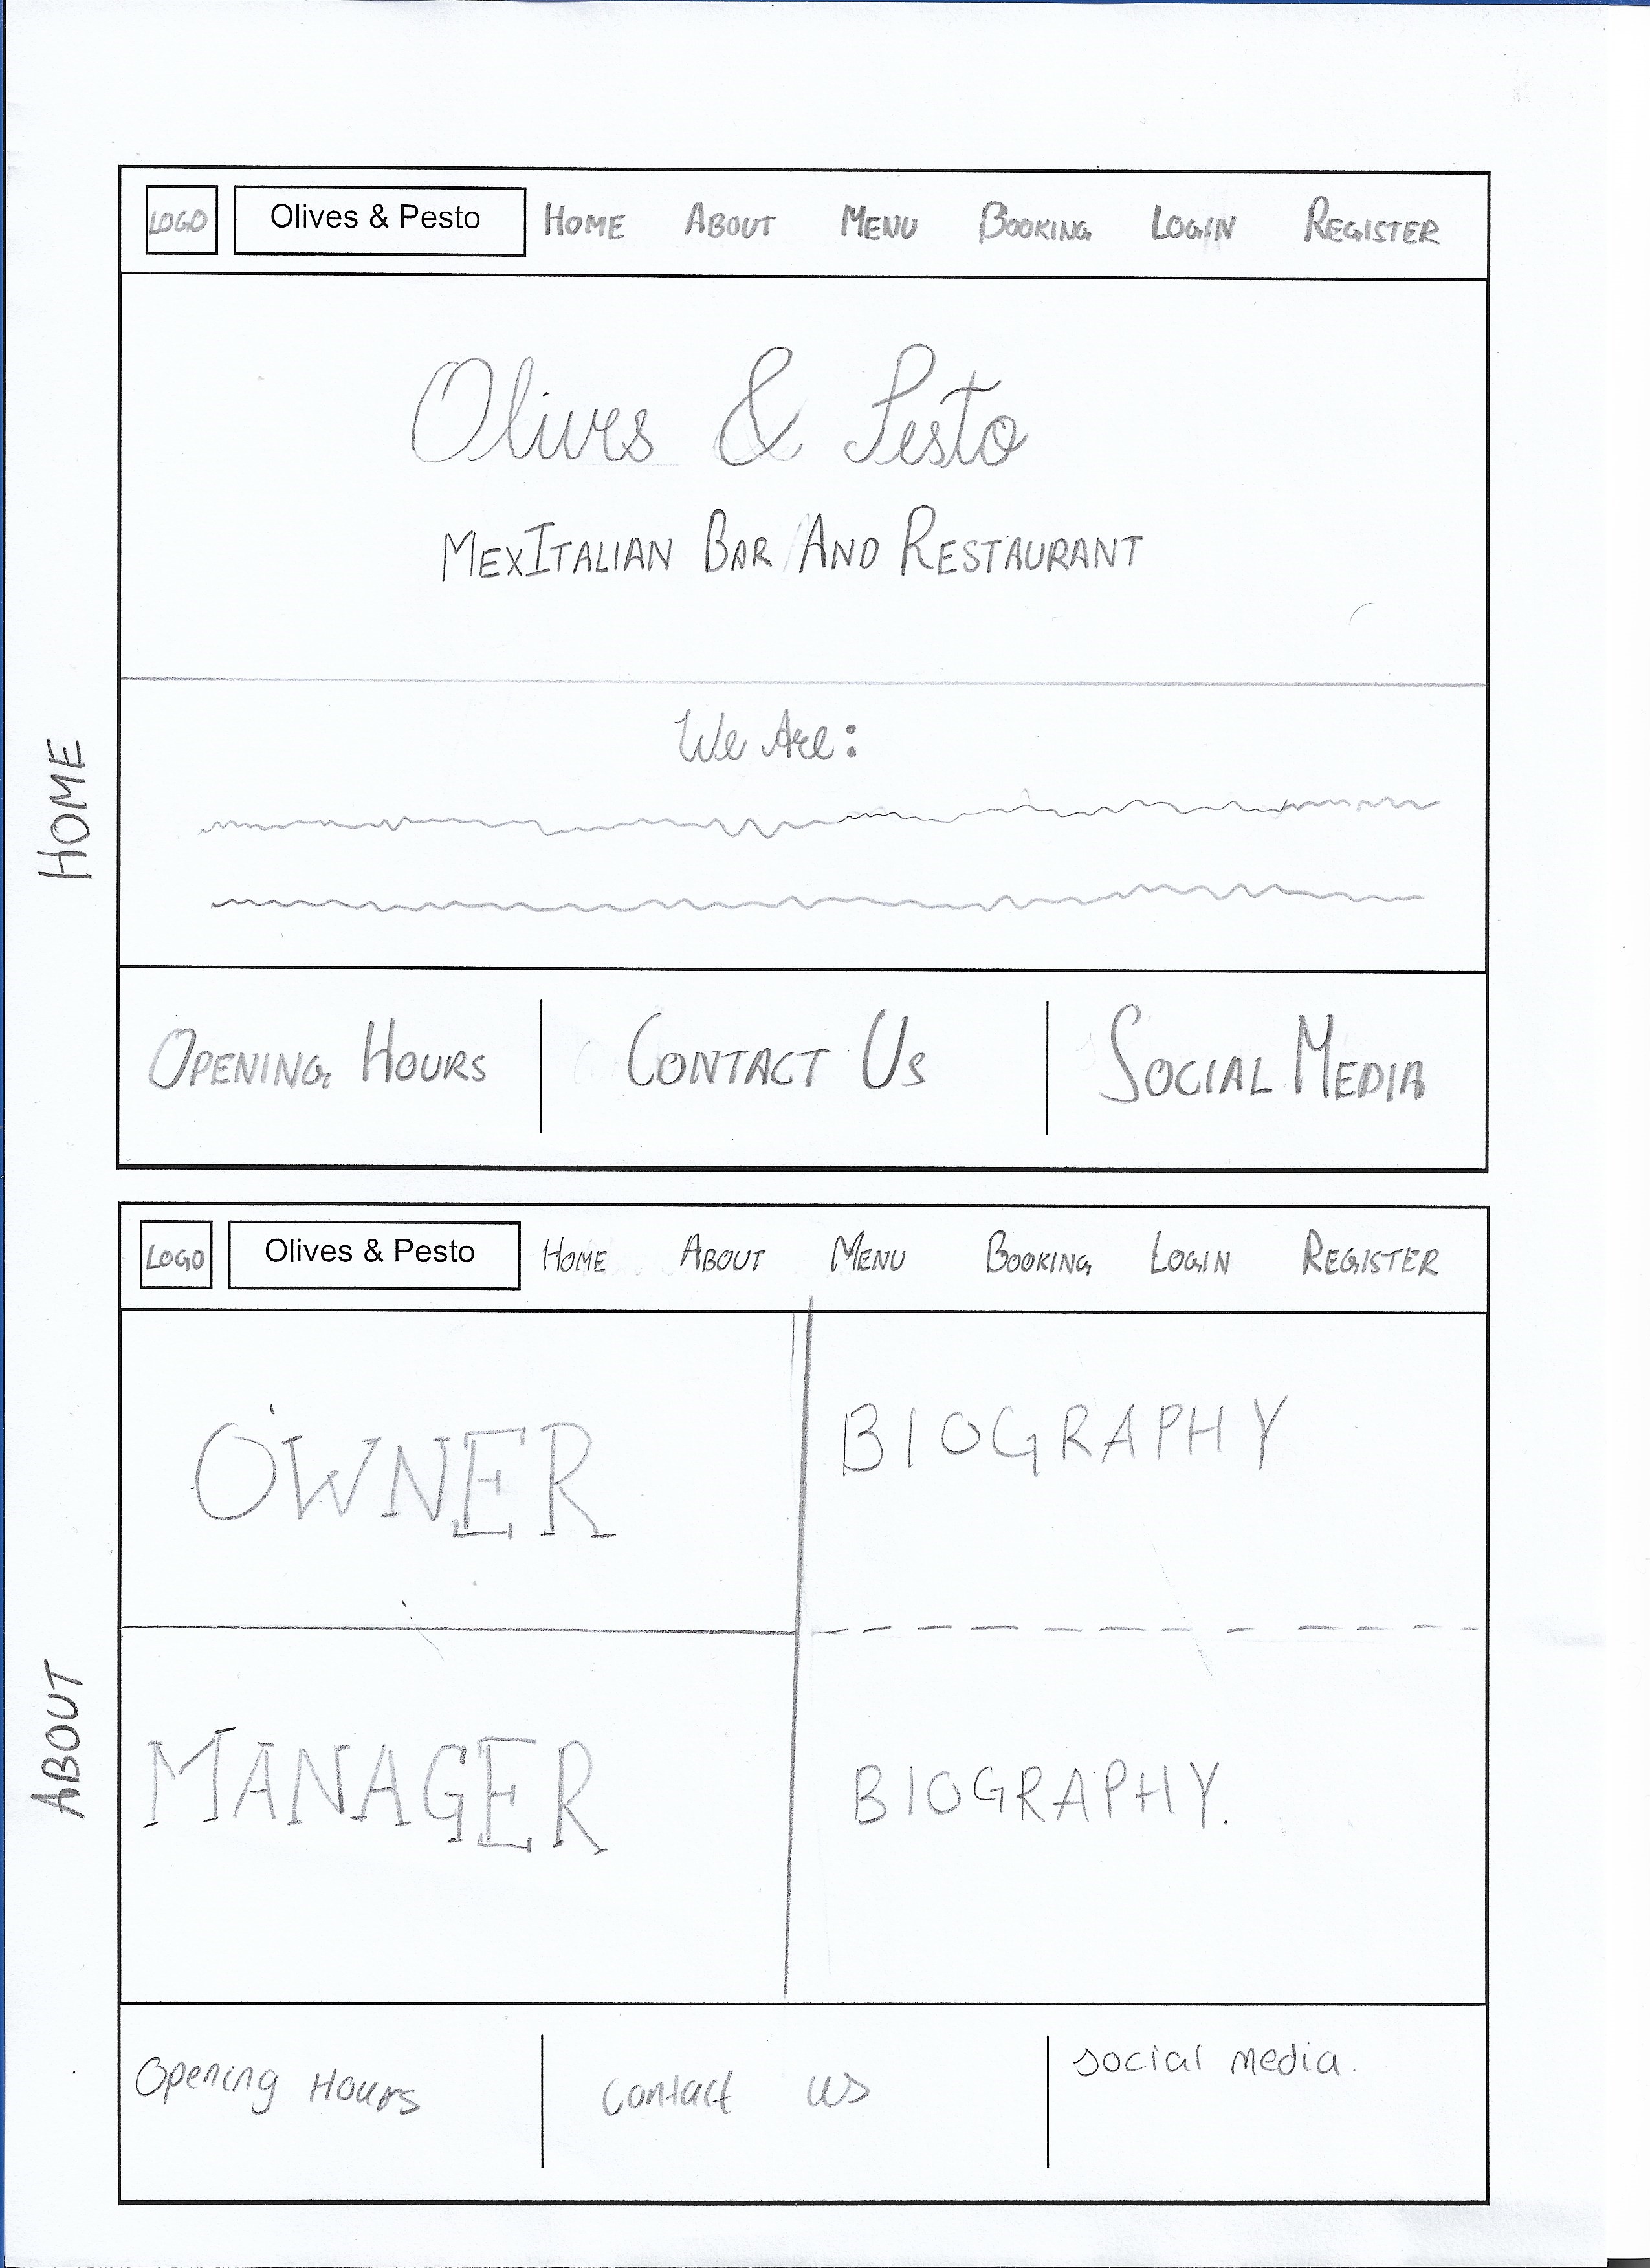 LOGO Olives & Pesto HOME ABOUT MENU BOOKING LOGIN REGISTER
Olives & Pesto
MEXITALIAN BAR AND RESTAURANT
HOME
We Are:
OPENING HOURS CONTACT US SOCIAL MEDIA
LOGO Olives & Pesto HOME ABOUT MENU BOOKING LOGIN REGISTER
OWNER BIOGRAPHY
ABOUT
MANAGER BIOGRAPHY.
Opening Hours contact us social media.